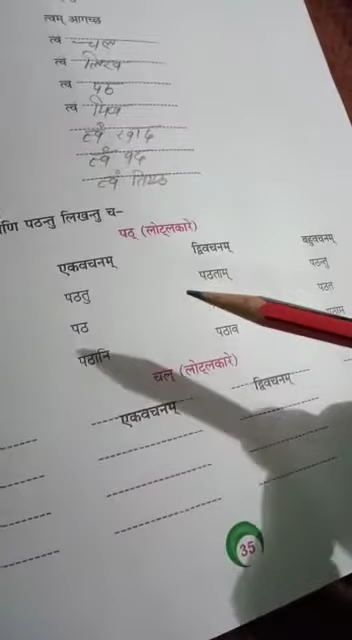 त्वम् आगच्छ
त्व चल
त्व लिख
त्व पठ
त्व पिब
त्वं खाद
त्वं वद
त्वं तिष्ठ
पठन्तु लिखन्तु च-
पठ् (लोट्लकारे)
एकवचनम् द्विवचनम् बहुवचनम्
पठतु पठताम् पठन्तु
पठ पठत
पठानि पठाव पठाम
चल् (लोट्लकारे)
एकवचनम् द्विवचनम्
35